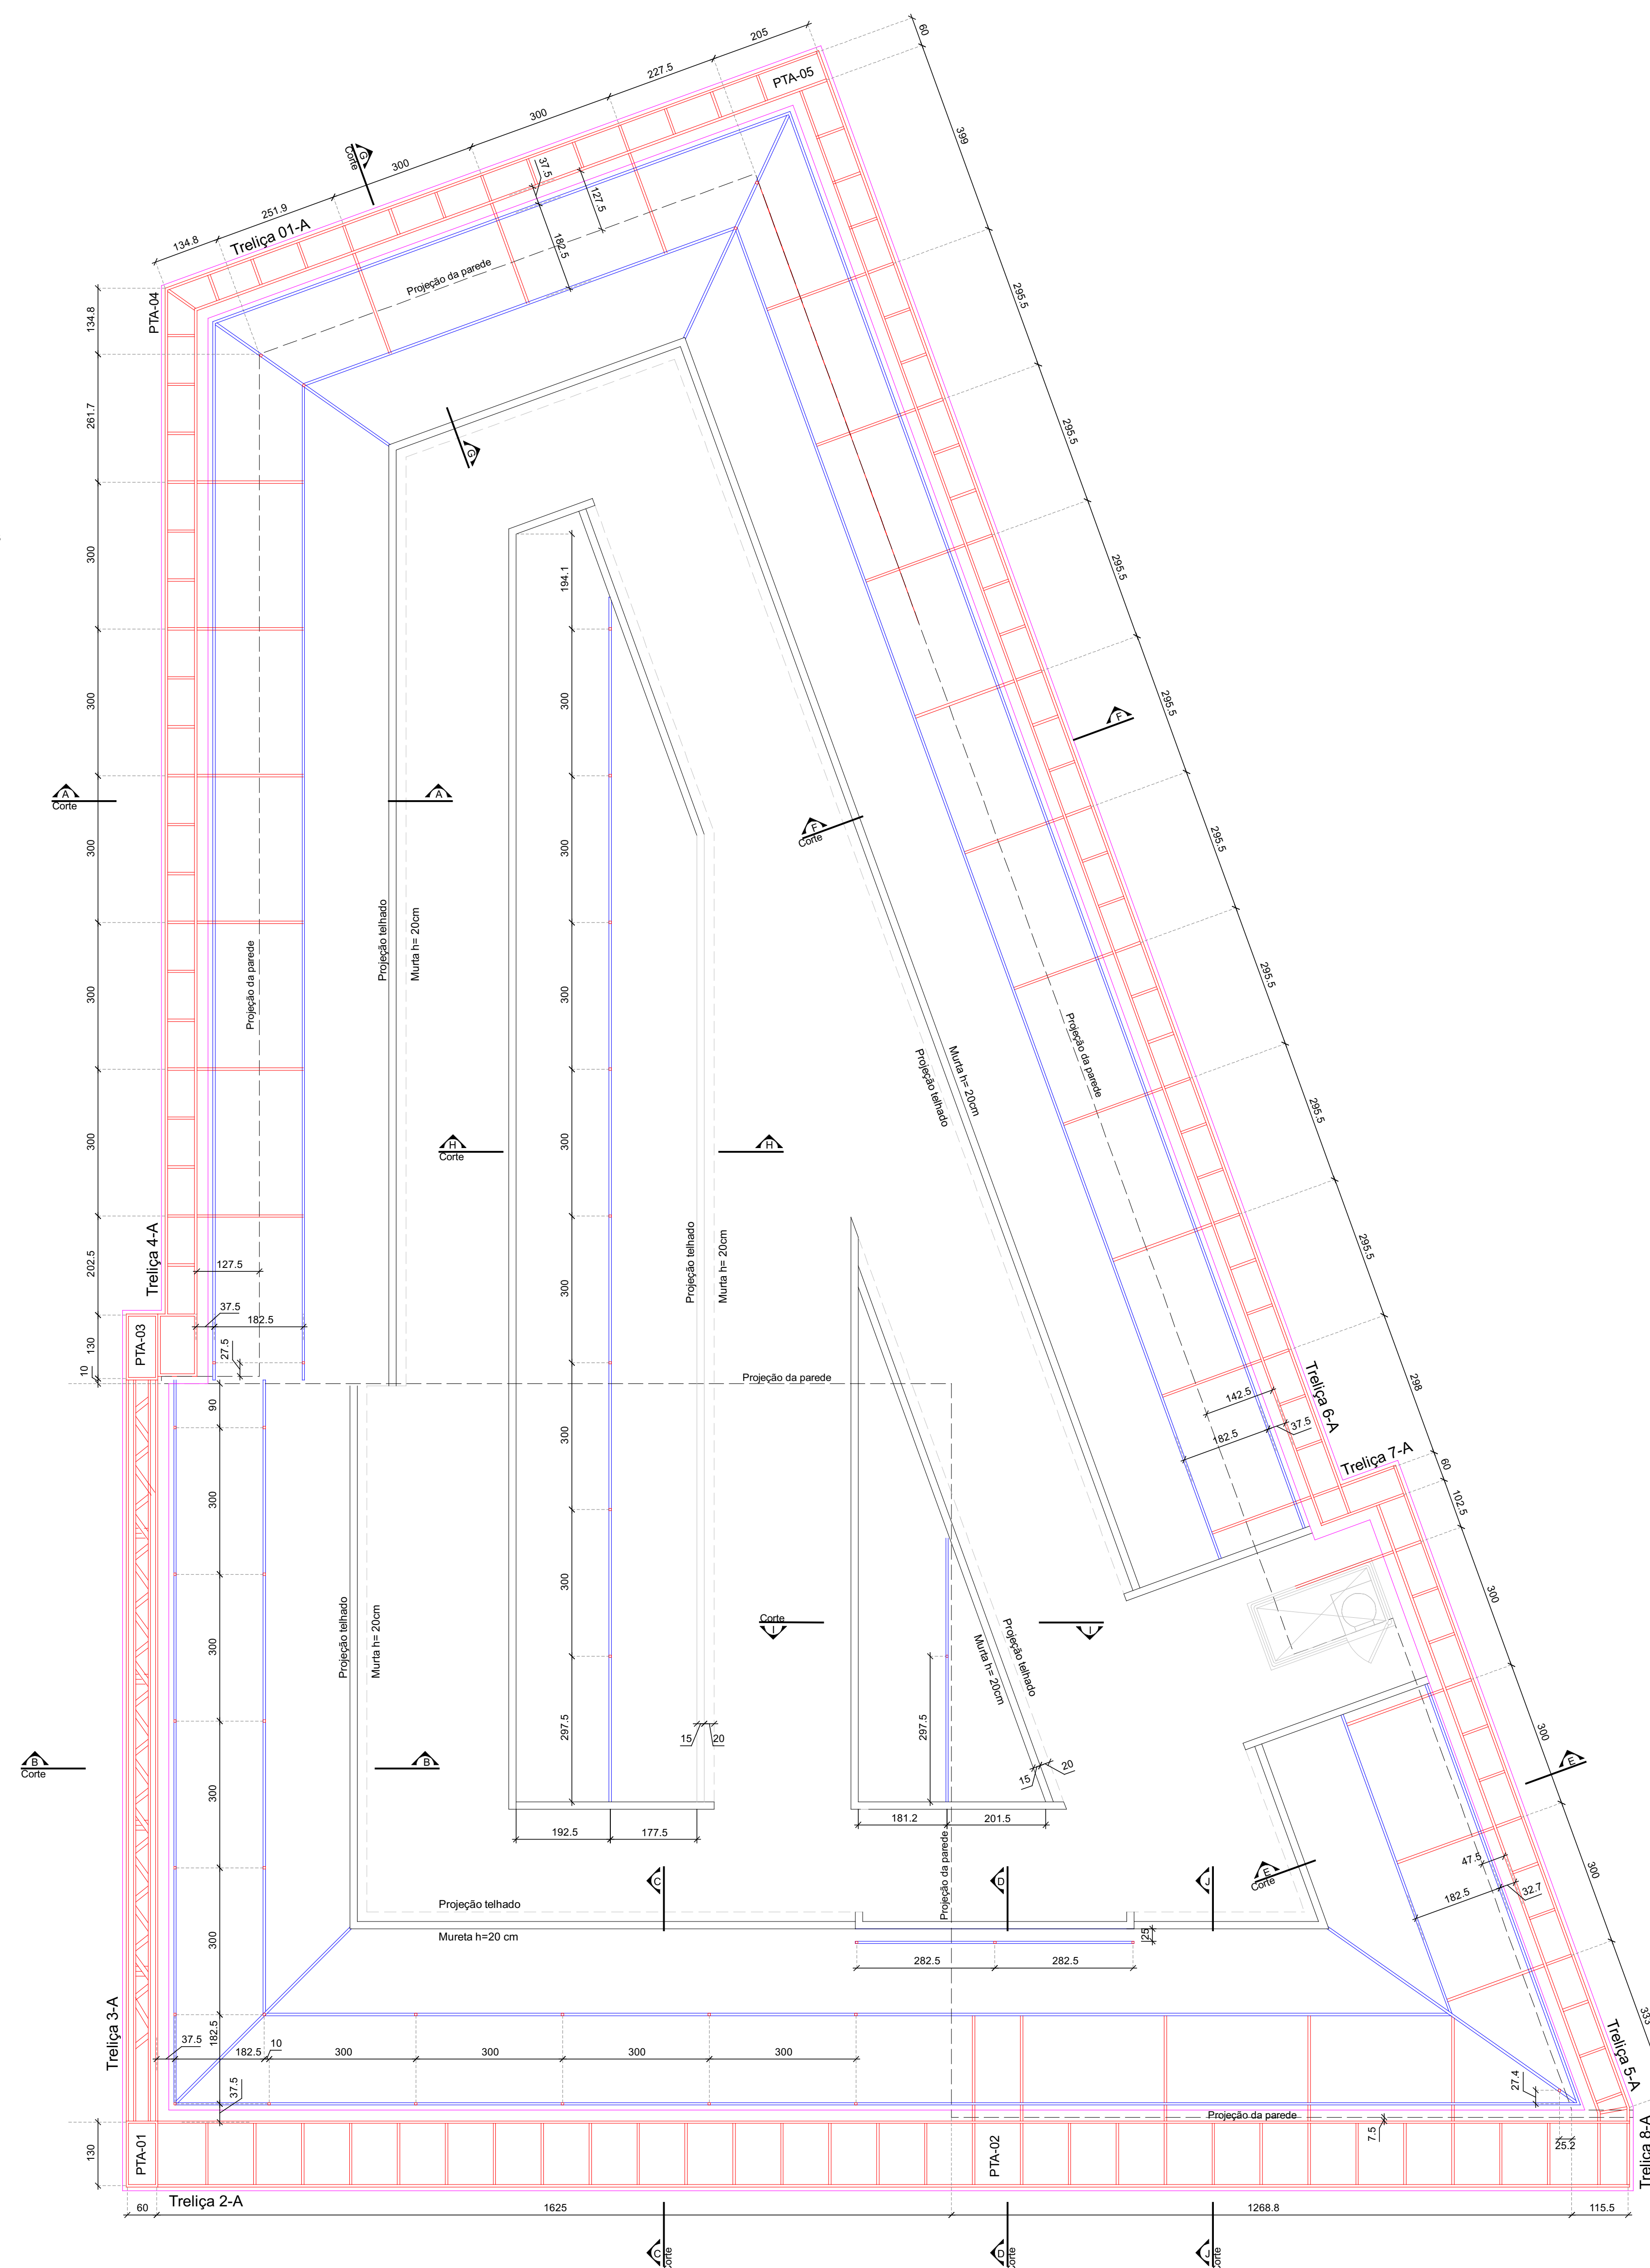 205
60
227.5
PTA-05
300
399
G
Corte
37.5
300
127.5
251.9
Treliça 01-A
134.8
182.5
Projeção da parede
295.5
PTA-04
134.8
261.7
295.5
G
300
295.5
194.1
300
300
295.5
F
A
Corte
A
F
Corte
300
300
295.5
Projeção telhado
Murta h= 20cm
Projeção da parede
300
300
295.5
Projeção da parede
Murta h= 20cm
Projeção telhado
295.5
300
H
Corte
H
300
295.5
Treliça 4-A
202.5
127.5
Projeção telhado
Murta h= 20cm
300
37.5
182.5
PTA-03
130
27.5
10
Projeção da parede
Treliça 6-A
298
142.5
37.5
182.5
90
300
Treliça 7-A
60
102.5
300
300
300
Projeção telhado
Murta h= 20cm
Corte
I
I
Projeção telhado
Murta h= 20cm
300
297.5
297.5
15
20
15
20
300
B
Corte
B
E
300
192.5
177.5
181.2
201.5
Projeção da parede
C
D
J
E
Corte
47.5
182.5
32.7
300
Projeção telhado
Mureta h=20 cm
25
300
282.5
282.5
333
Treliça 3-A
37.5
182.5
182.5
10
300
300
300
300
37.5
27.4
Treliça 5-A
Projeção da parede
7.5
25.2
130
PTA-01
PTA-02
Treliça 8-A
Treliça 2-A
60
1625
1268.8
115.5
C
Corte
D
Corte
J
Corte